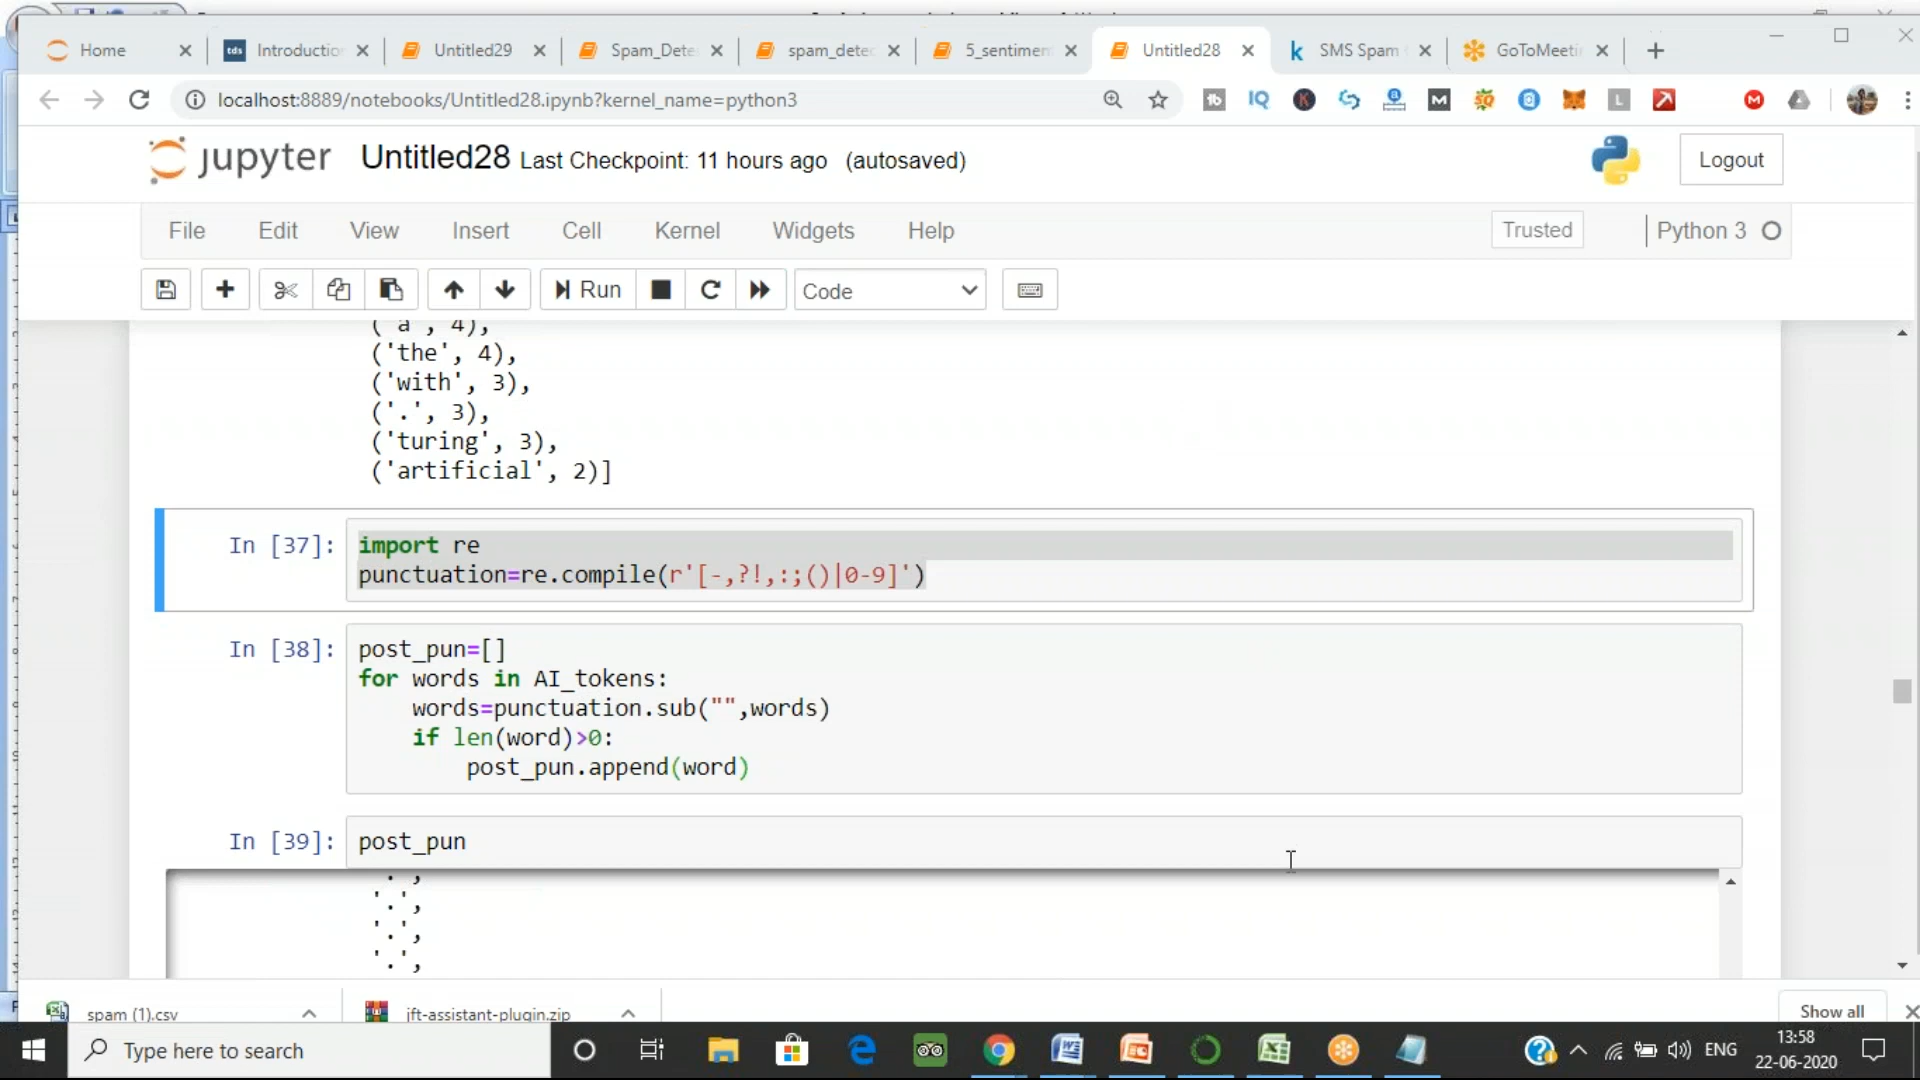 Home
Introductio
Untitled29
Spam_Dete
spam_detec
5_sentimen
Untitled28
SMS Spam
GoToMeetin
localhost:8889/notebooks/Untitled28.ipynb?kernel_name=python3
jupyter Untitled28 Last Checkpoint: 11 hours ago (autosaved)
Logout
File Edit View Insert Cell Kernel Widgets Help
Trusted
Python 3
Run
Code
('a', 4),
('the', 4),
('with', 3),
('.', 3),
('turing', 3),
('artificial', 2)]
In [37]:
import re
punctuation=re.compile(r'[-,?!,:;()|0-9]')
In [38]:
post_pun=[]
for words in AI_tokens:
words=punctuation.sub("",words)
if len(word)>0:
post_pun.append(word)
In [39]:
post_pun
'.',
'.',
'.',
'.',
spam (1).csv
jft-assistant-plugin.zip
Show all
Type here to search
ENG
13:58
22-06-2020